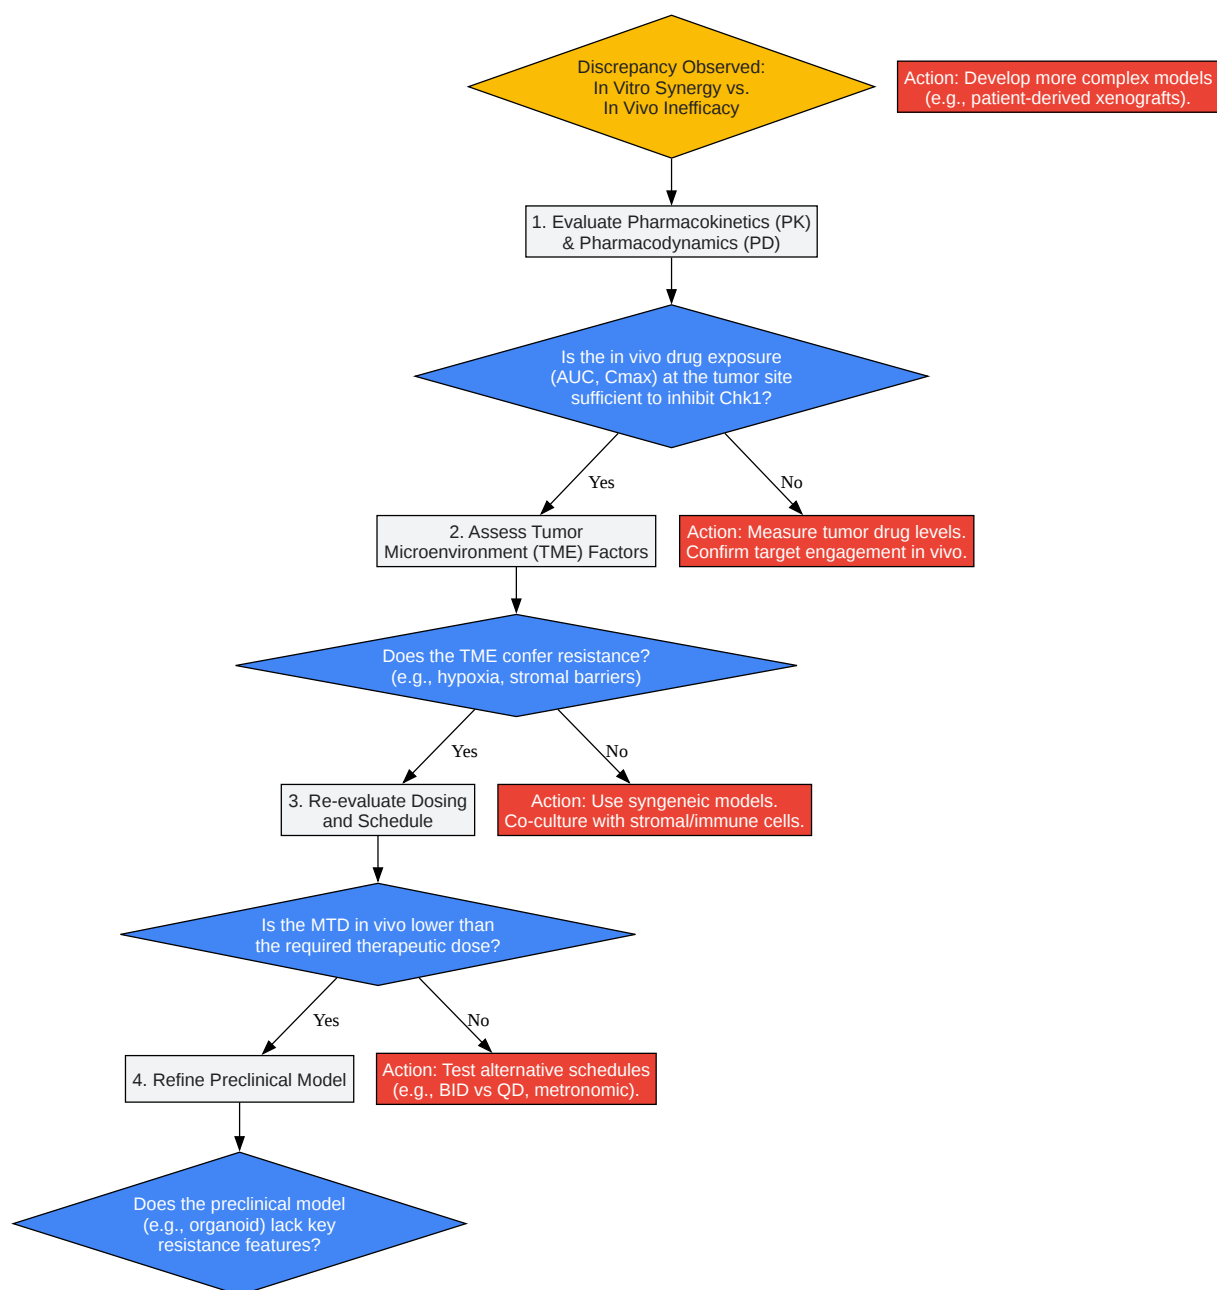 Discrepancy Observed:
In Vitro Synergy vs.
In Vivo Inefficacy
Action: Develop more complex models
(e.g., patient-derived xenografts).
1. Evaluate Pharmacokinetics (PK)
& Pharmacodynamics (PD)
Is the in vivo drug exposure
(AUC, Cmax) at the tumor site
sufficient to inhibit Chk1?
Yes
No
2. Assess Tumor
Microenvironment (TME) Factors
Action: Measure tumor drug levels.
Confirm target engagement in vivo.
Does the TME confer resistance?
(e.g., hypoxia, stromal barriers)
Yes
No
3. Re-evaluate Dosing
and Schedule
Action: Use syngeneic models.
Co-culture with stromal/immune cells.
Is the MTD in vivo lower than
the required therapeutic dose?
Yes
No
4. Refine Preclinical Model
Action: Test alternative schedules
(e.g., BID vs QD, metronomic).
Does the preclinical model
(e.g., organoid) lack key
resistance features?